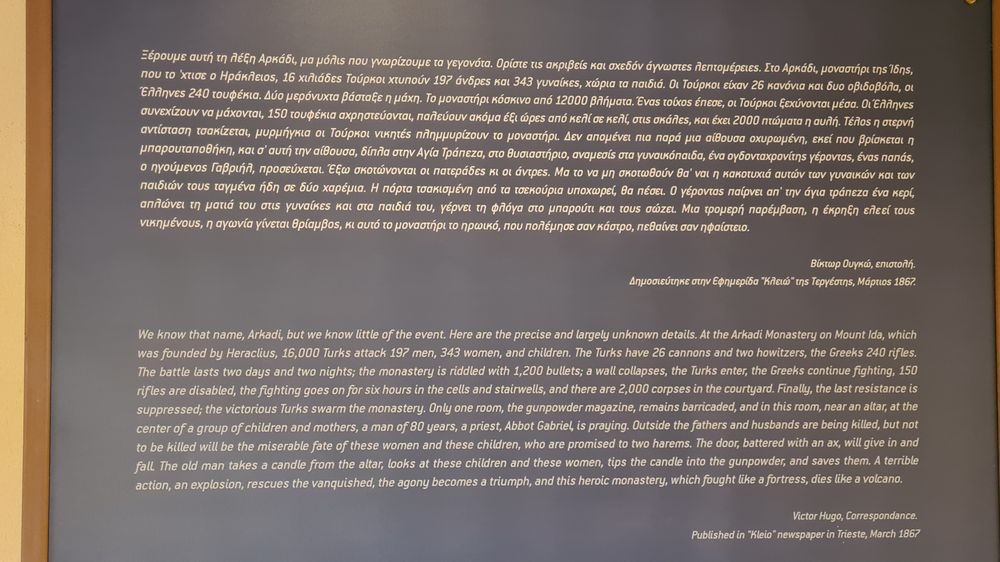 Ξέρουμε αυτή τη λέξη Αρκάδι, μα μόλις που γνωρίζουμε τα γεγονότα. Ορίστε τις ακριβείς και σχεδόν άγνωστες λεπτομέρειες. Στο Αρκάδι, μοναστήρι της Ίδης,
που το 'χτισε ο Ηράκλειος, 16 χιλιάδες Τούρκοι χτυπούν 197 άνδρες και 343 γυναίκες, χώρια τα παιδιά. Οι Τούρκοι είχαν 26 κανόνια και δυο οβιδοβόλα, οι
Έλληνες 240 τουφέκια. Δύο μερόνυχτα βάσταξε η μάχη. Το μοναστήρι κόσκινο από 12000 βλήματα. Ένας τοίχος έπεσε, οι Τούρκοι ξεχύνονται μέσα. Οι Έλληνες
συνεχίζουν να μάχονται, 150 τουφέκια αχρηστεύονται, παλεύουν ακόμα έξι ώρες από κελί σε κελί, στις σκάλες, και έχει 2000 πτώματα η αυλή. Τέλος η στερνή
αντίσταση τσακίζεται, μυρμήγκια οι Τούρκοι νικητές πλημμυρίζουν το μοναστήρι. Δεν απομένει πια παρά μια αίθουσα οχυρωμένη, εκεί που βρίσκεται η
μπαρουταποθήκη, και σ' αυτή την αίθουσα, δίπλα στην Αγία Τράπεζα, στο θυσιαστήριο, αναμεσίς στα γυναικόπαιδα, ένα ογδονταχρονίτης γέροντας, ένας παπάς,
ο ηγούμενος Γαβριήλ, προσεύχεται. Έξω σκοτώνονται οι πατεράδες κι οι άντρες. Μα το να μη σκοτωθούν θα' ναι η κακοτυχιά αυτών των γυναικών και των
παιδιών τους ταγμένα ήδη σε δύο χαρέμια. Η πόρτα τσακισμένη από τα τσεκούρια υποχωρεί, θα πέσει. Ο γέροντας παίρνει απ' την άγια τράπεζα ένα κερί,
απλώνει τη ματιά του στις γυναίκες και στα παιδιά του, γέρνει τη φλόγα στο μπαρούτι και τους σώζει. Μια τρομερή παρέμβαση, η έκρηξη ελεεί τους
νικημένους, η αγωνία γίνεται θρίαμβος, κι αυτό το μοναστήρι το ηρωικό, που πολέμησε σαν κάστρο, πεθαίνει σαν ηφαίστειο.
Βίκτωρ Ουγκώ, επιστολή.
Δημοσιεύτηκε στην Εφημερίδα "Κλειώ" της Τεργέστης, Μάρτιος 1867.
We know that name, Arkadi, but we know little of the event. Here are the precise and largely unknown details. At the Arkadi Monastery on Mount Ida, which
was founded by Heraclius, 16,000 Turks attack 197 men, 343 women, and children. The Turks have 26 cannons and two howitzers, the Greeks 240 rifles.
The battle lasts two days and two nights; the monastery is riddled with 1,200 bullets; a wall collapses, the Turks enter, the Greeks continue fighting, 150
rifles are disabled, the fighting goes on for six hours in the cells and stairwells, and there are 2,000 corpses in the courtyard. Finally, the last resistance is
suppressed; the victorious Turks swarm the monastery. Only one room, the gunpowder magazine, remains barricaded, and in this room, near an altar, at the
center of a group of children and mothers, a man of 80 years, a priest, Abbot Gabriel, is praying. Outside the fathers and husbands are being killed, but not
to be killed will be the miserable fate of these women and these children, who are promised to two harems. The door, battered with an ax, will give in and
fall. The old man takes a candle from the altar, looks at these children and these women, tips the candle into the gunpowder, and saves them. A terrible
action, an explosion, rescues the vanquished, the agony becomes a triumph, and this heroic monastery, which fought like a fortress, dies like a volcano.
Victor Hugo, Correspondance.
Published in "Kleio" newspaper in Trieste, March 1867